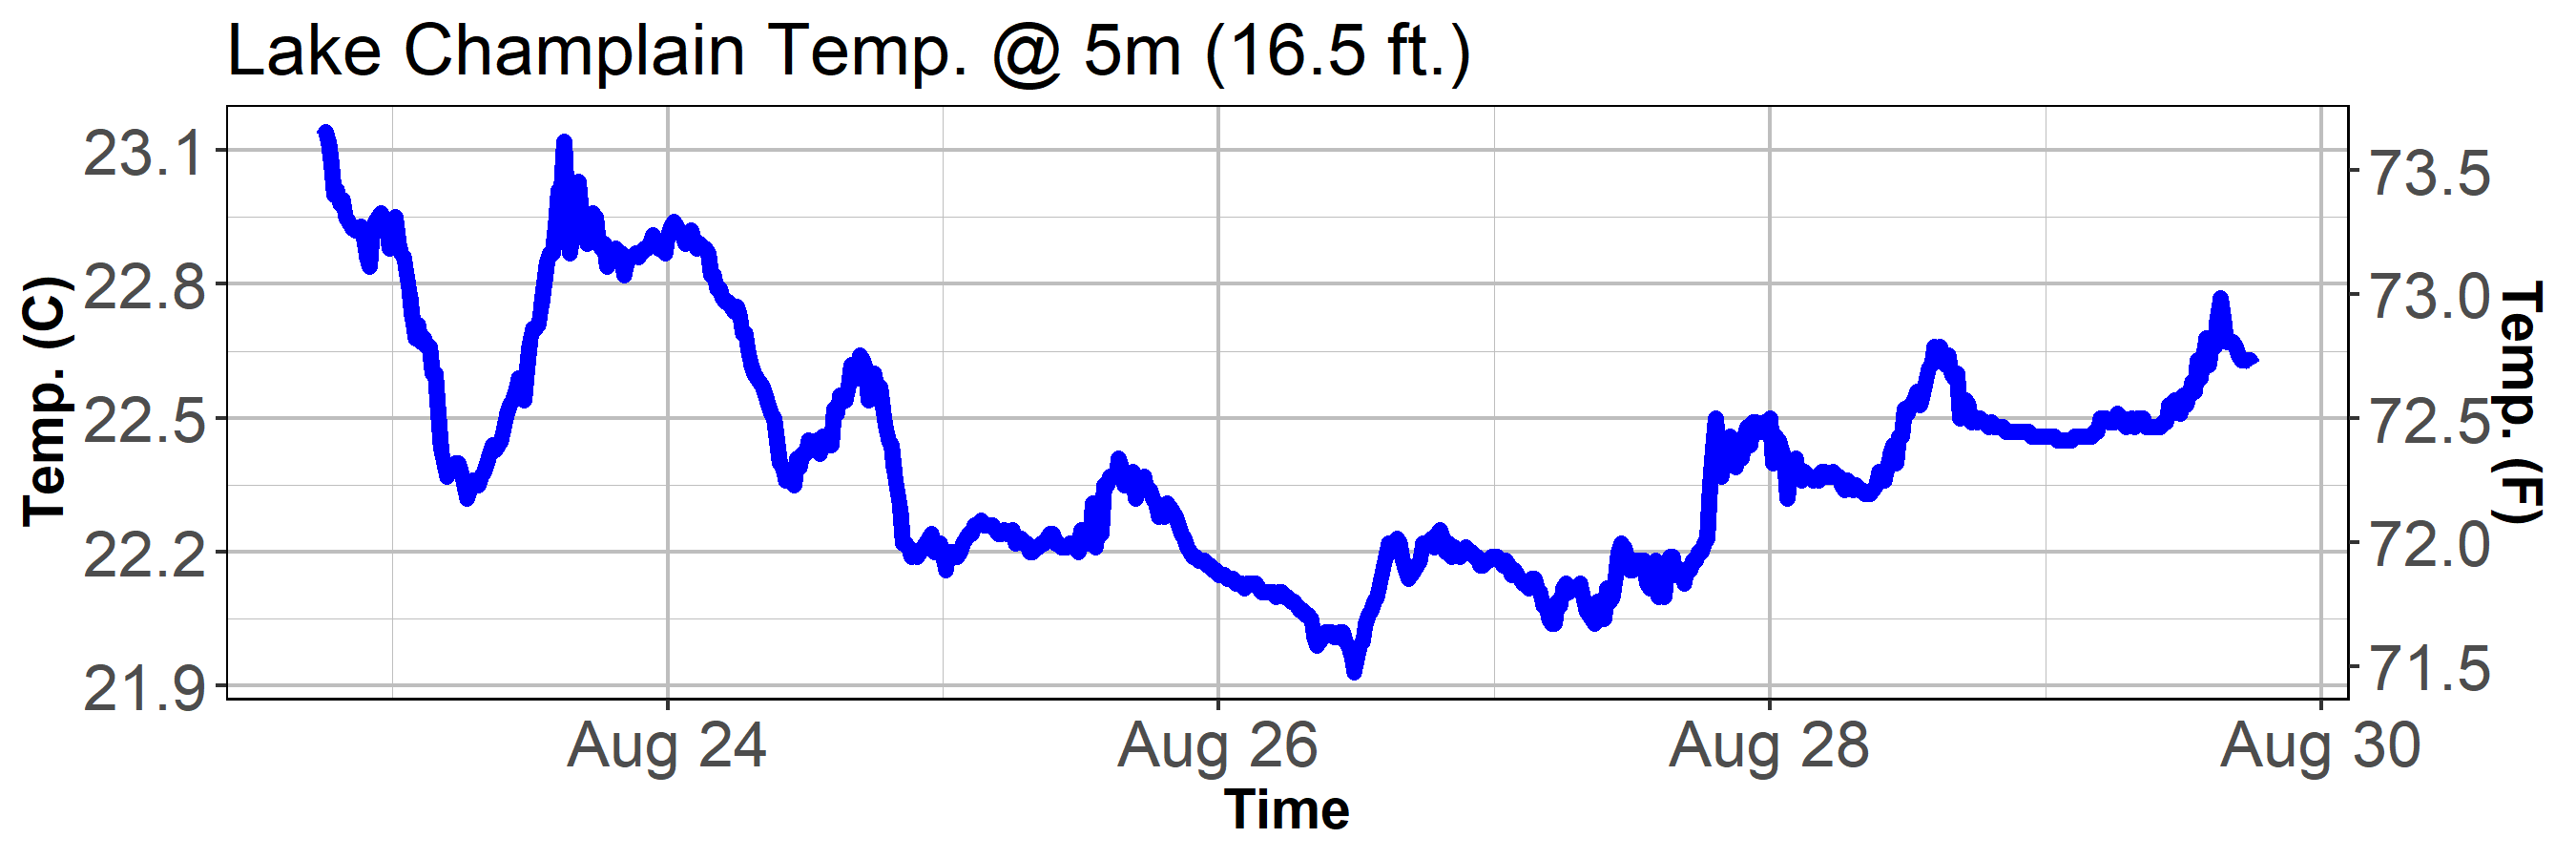 Lake Champlain Temp. @ 5m (16.5 ft.)
Temp. (C)
23.1
22.8
22.5
22.2
21.9
73.5
73.0
72.5
72.0
71.5
Temp. (F)
Aug 24
Aug 26
Aug 28
Aug 30
Time